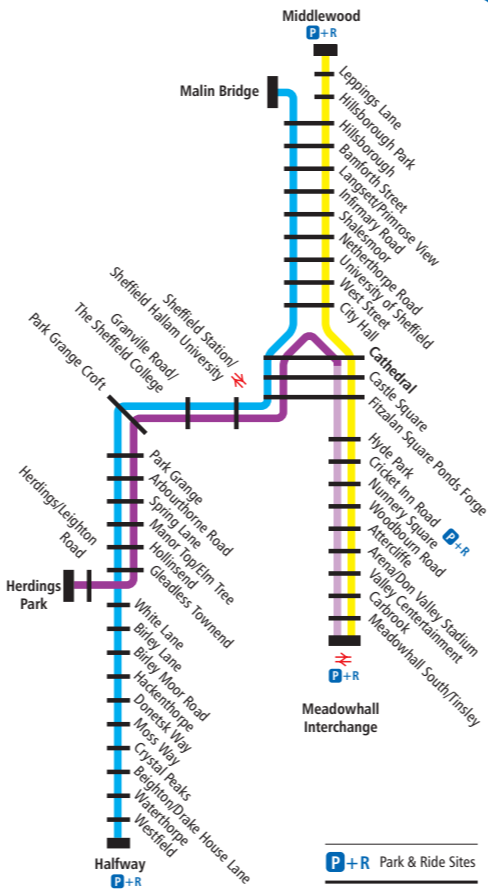 Middlewood
P+R
Malin Bridge
Leppings Lane
Hillsborough Park
Hillsborough
Bamforth Street
Langsett/Primrose View
Infirmary Road
Shalesmoor
Netherthorpe Road
University of Sheffield
West Street
City Hall
Cathedral
Castle Square
Fitzalan Square Ponds Forge
Sheffield Station/
Sheffield Hallam University
Granville Road/
The Sheffield College
Park Grange Croft
Hyde Park
Cricket Inn Road
P+R
Nunnery Square
Woodbourn Road
Attercliffe
Arena/Don Valley Stadium
Valley Centertainment
Carbrook
Meadowhall South/Tinsley
P+R
Meadowhall
Interchange
Park Grange
Arbourthorne Road
Spring Lane
Manor Top/Elm Tree
Hollinsend
Gleadless Townend
Herdings/Leighton
Road
Herdings
Park
White Lane
Birley Lane
Birley Moor Road
Hackenthorpe
Donetsk Way
Moss Way
Crystal Peaks
Beighton/Drake House Lane
Waterthorpe
Westfield
Halfway
P+R
P+R Park & Ride Sites